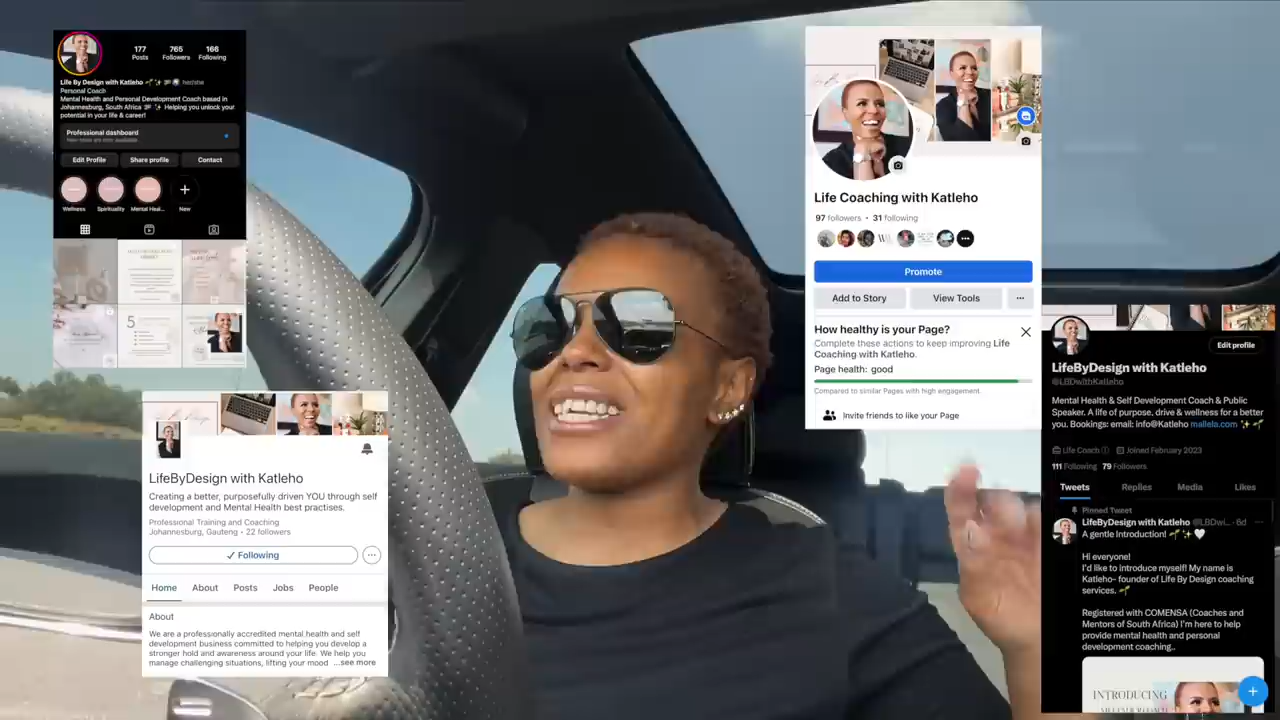 177 765 166
Posts Followers Following
Life By Design with Katleho
Personal Coach
Mental Health and Personal Development Coach based in
Johannesburg, South Africa Helping you unlock your
potential in your life & career!
Professional dashboard
Edit Profile Share profile Contact
Wellness Spirituality Mental Heal... New
5
LifeByDesign with Katleho
Creating a better, purposefully driven YOU through self
development and Mental Health best practises.
Professional Training and Coaching
Johannesburg, Gauteng • 22 followers
✓ Following
Home About Posts Jobs People
About
We are a professionally accredited mental health and self
development business committed to helping you develop a
stronger hold and awareness around your life. We help you
manage challenging situations, lifting your mood ...see more
Life Coaching with Katleho
97 followers • 31 following
Promote
Add to Story View Tools ...
How healthy is your Page?
Complete these actions to keep improving Life
Coaching with Katleho.
Page health: good
Compared to similar Pages with high engagement.
Invite friends to like your Page
Edit profile
LifeByDesign with Katleho
@LBDwithKatleho
Mental Health & Self Development Coach & Public
Speaker. A life of purpose, drive & wellness for a better
you. Bookings: email: info@Katleho mallela.com
Life Coach Joined February 2023
111 Following 79 Followers
Tweets Replies Media Likes
Pinned Tweet
LifeByDesign with Katleho @LBDwi... · 6d
A gentle Introduction!
Hi everyone!
I'd like to introduce myself! My name is
Katleho- founder of Life By Design coaching
services.
Registered with COMENSA (Coaches and
Mentors of South Africa) I'm here to help
provide mental health and personal
development coaching..
INTRODUCING